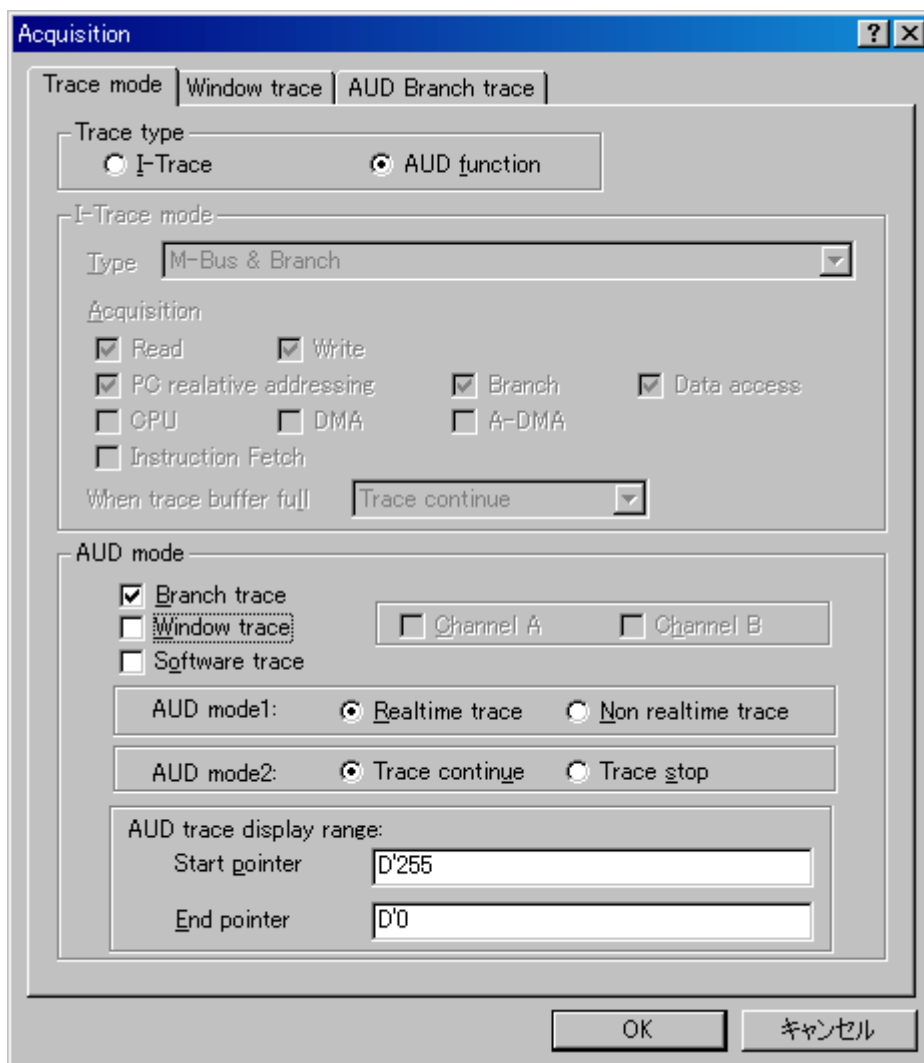 Acquisition
Trace mode Window trace AUD Branch trace
Trace type
I-Trace AUD function
I-Trace mode
Type M-Bus & Branch
Acquisition
Read Write
PC realative addressing Branch Data access
CPU DMA A-DMA
Instruction Fetch
When trace buffer full Trace continue
AUD mode
Branch trace
Window trace Channel A Channel B
Software trace
AUD mode1: Realtime trace Non realtime trace
AUD mode2: Trace continue Trace stop
AUD trace display range:
Start pointer D'255
End pointer D'0
OK キャンセル